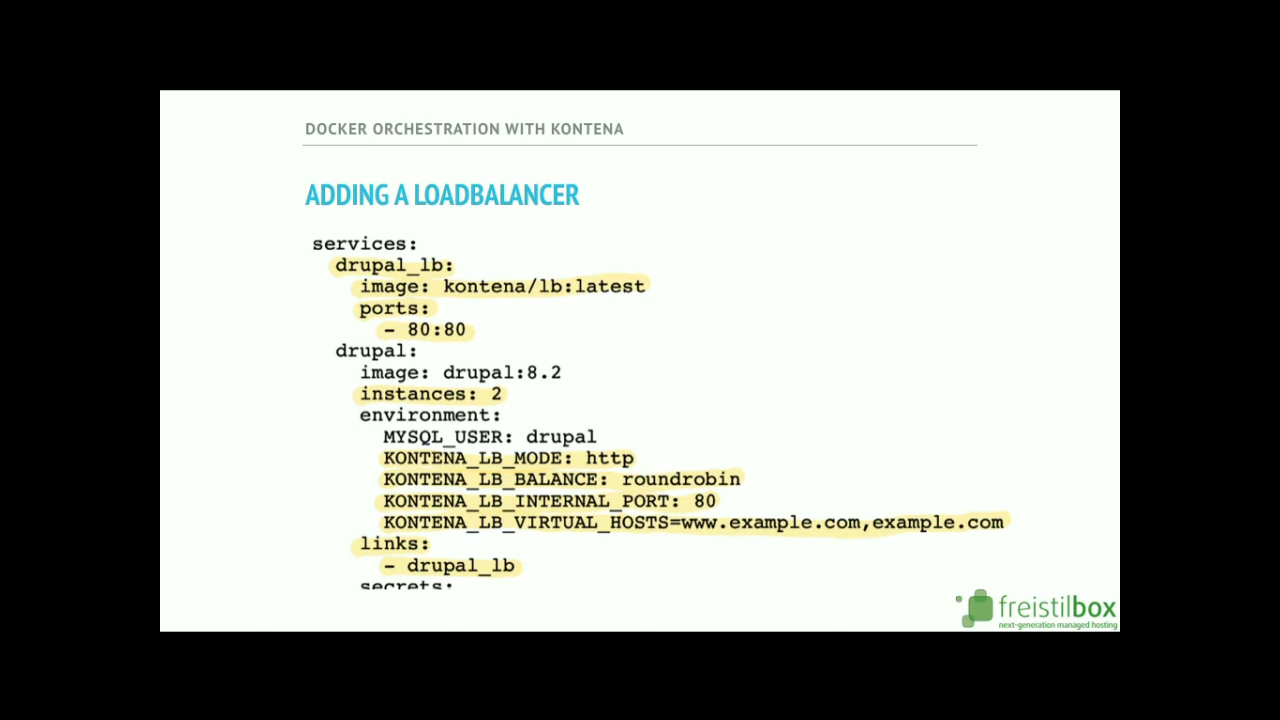 DOCKER ORCHESTRATION WITH KONTENA
ADDING A LOADBALANCER
services:
  drupal_lb:
    image: kontena/lb:latest
    ports:
      - 80:80
  drupal:
    image: drupal:8.2
    instances: 2
    environment:
      MYSQL_USER: drupal
      KONTENA_LB_MODE: http
      KONTENA_LB_BALANCE: roundrobin
      KONTENA_LB_INTERNAL_PORT: 80
      KONTENA_LB_VIRTUAL_HOSTS=www.example.com,example.com
    links:
      - drupal_lb
    secrets:
freistilbox
next-generation managed hosting